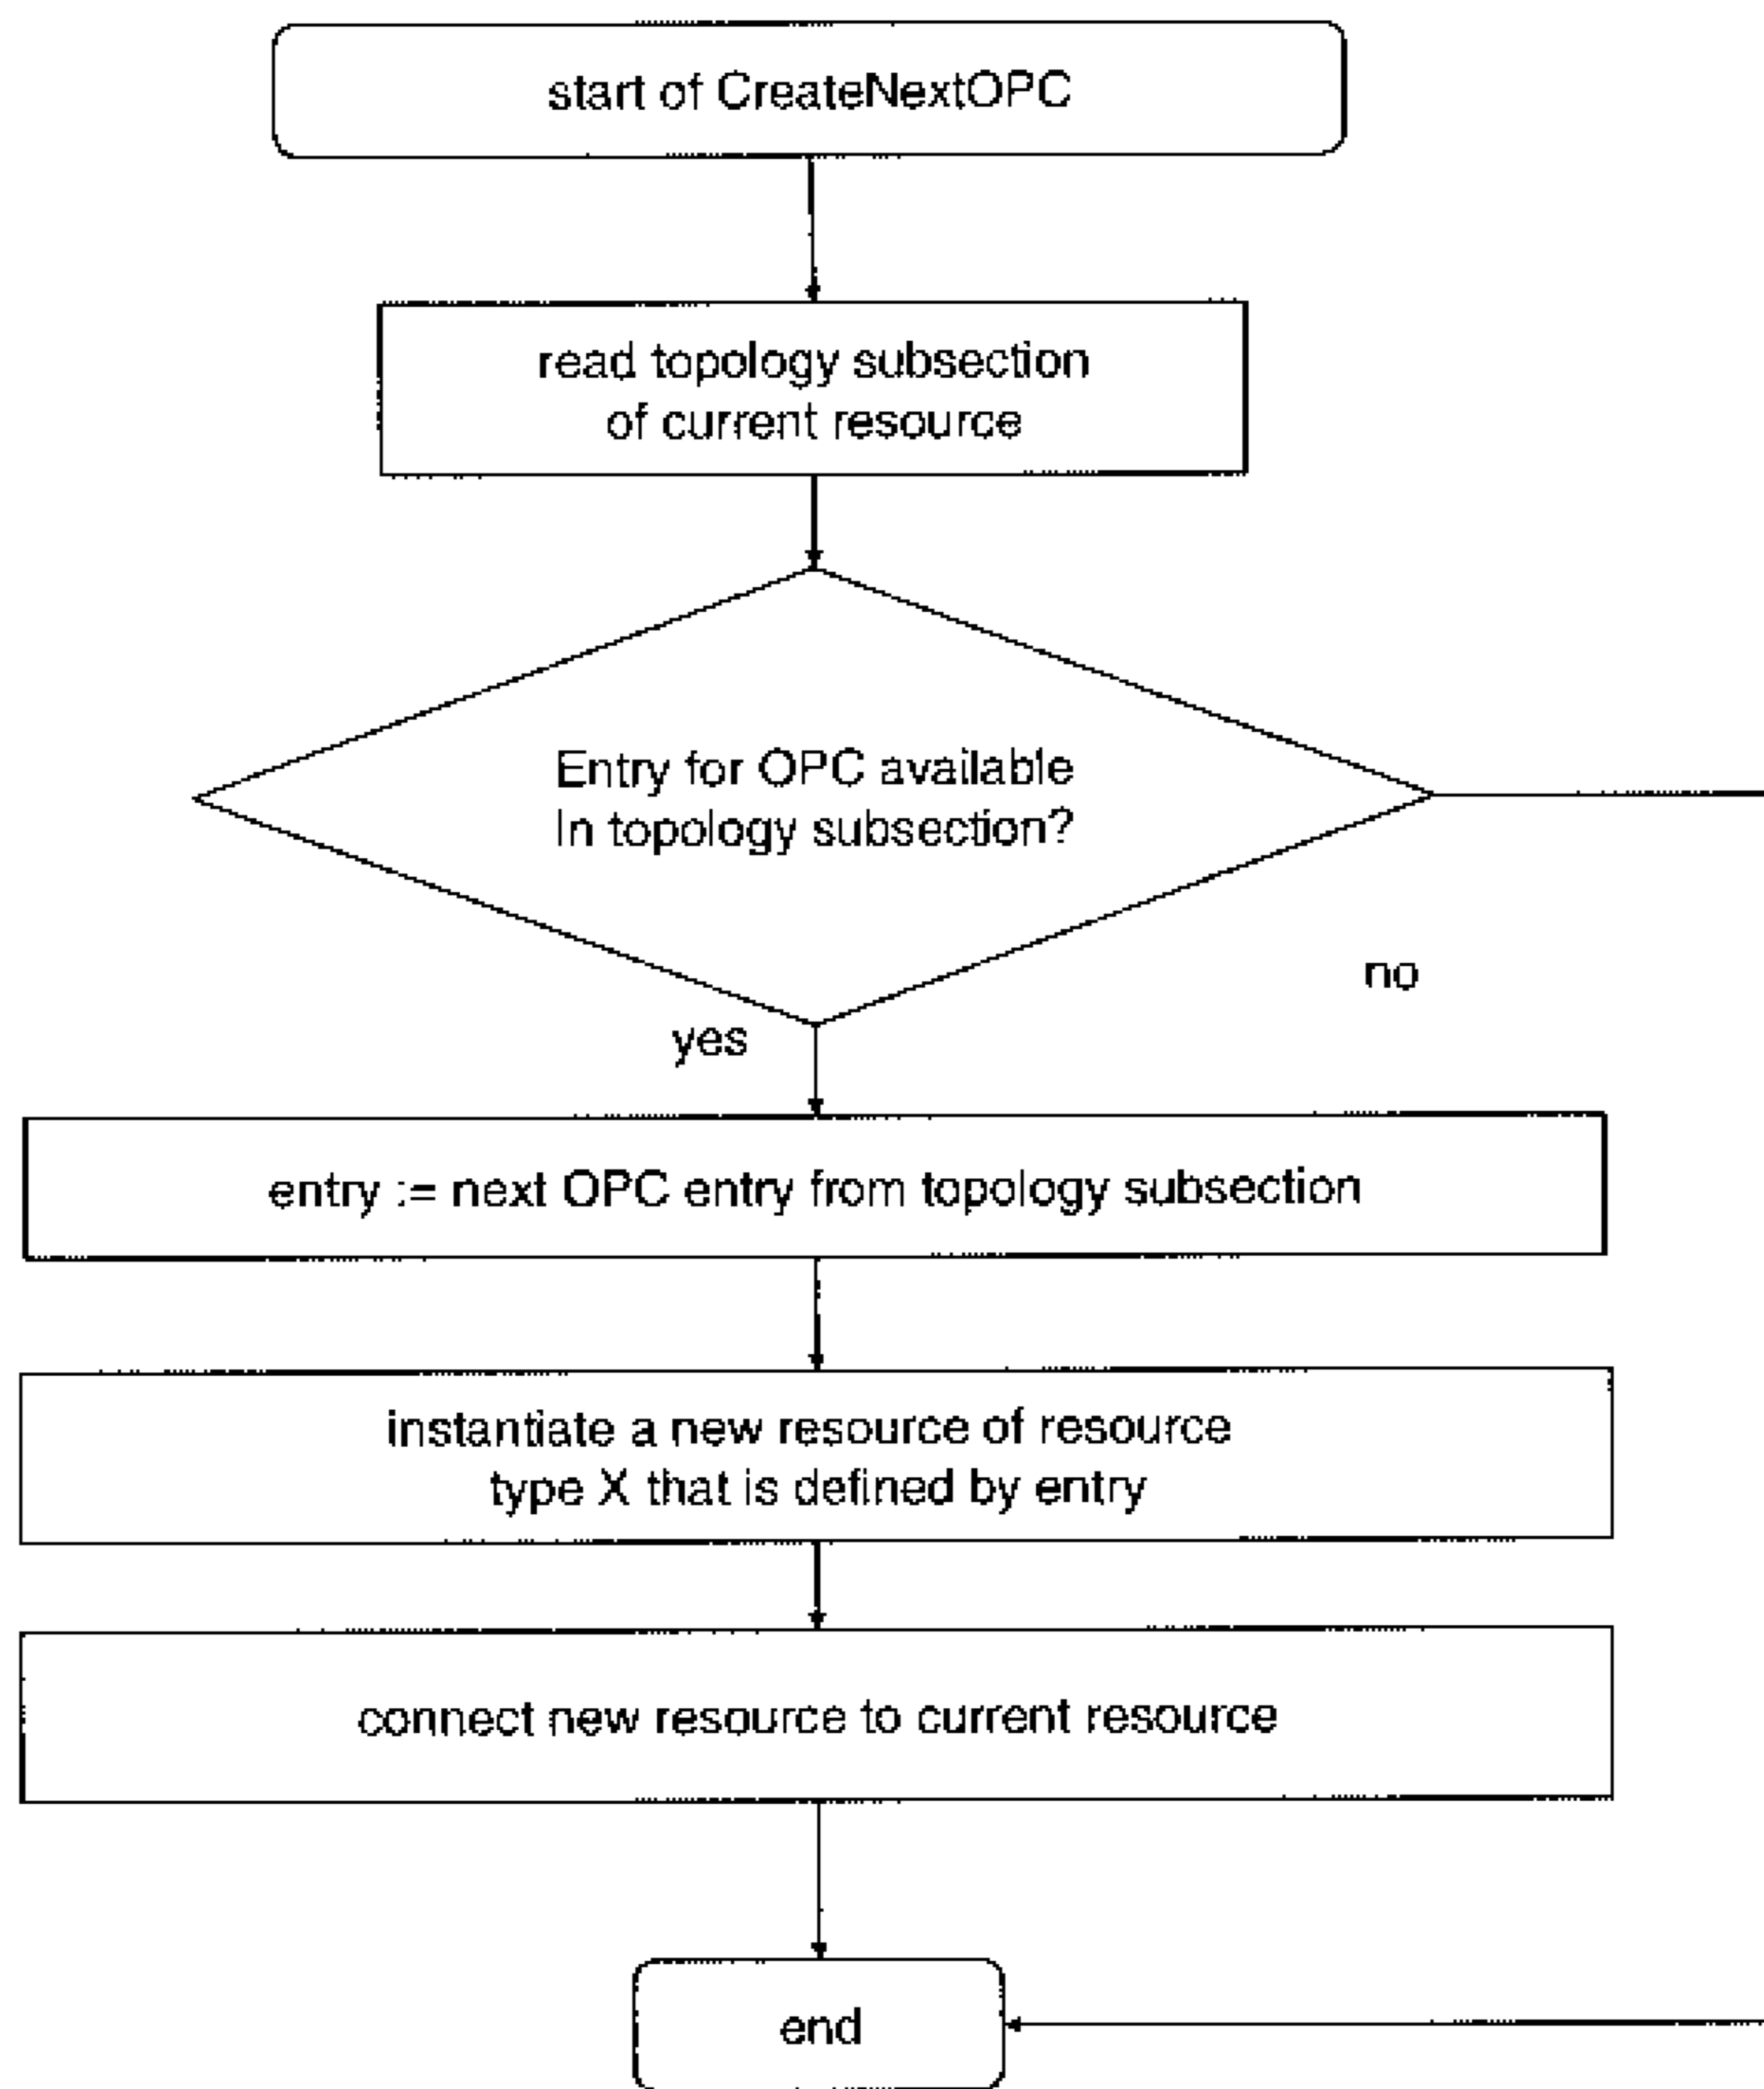 start of CreateNextOPC
read topology subsection
of current resource
Entry for OPC available
In topology subsection?
no
yes
entry := next OPC entry from topology subsection
instantiate a new resource of resource
type X that is defined by entry
connect new resource to current resource
end